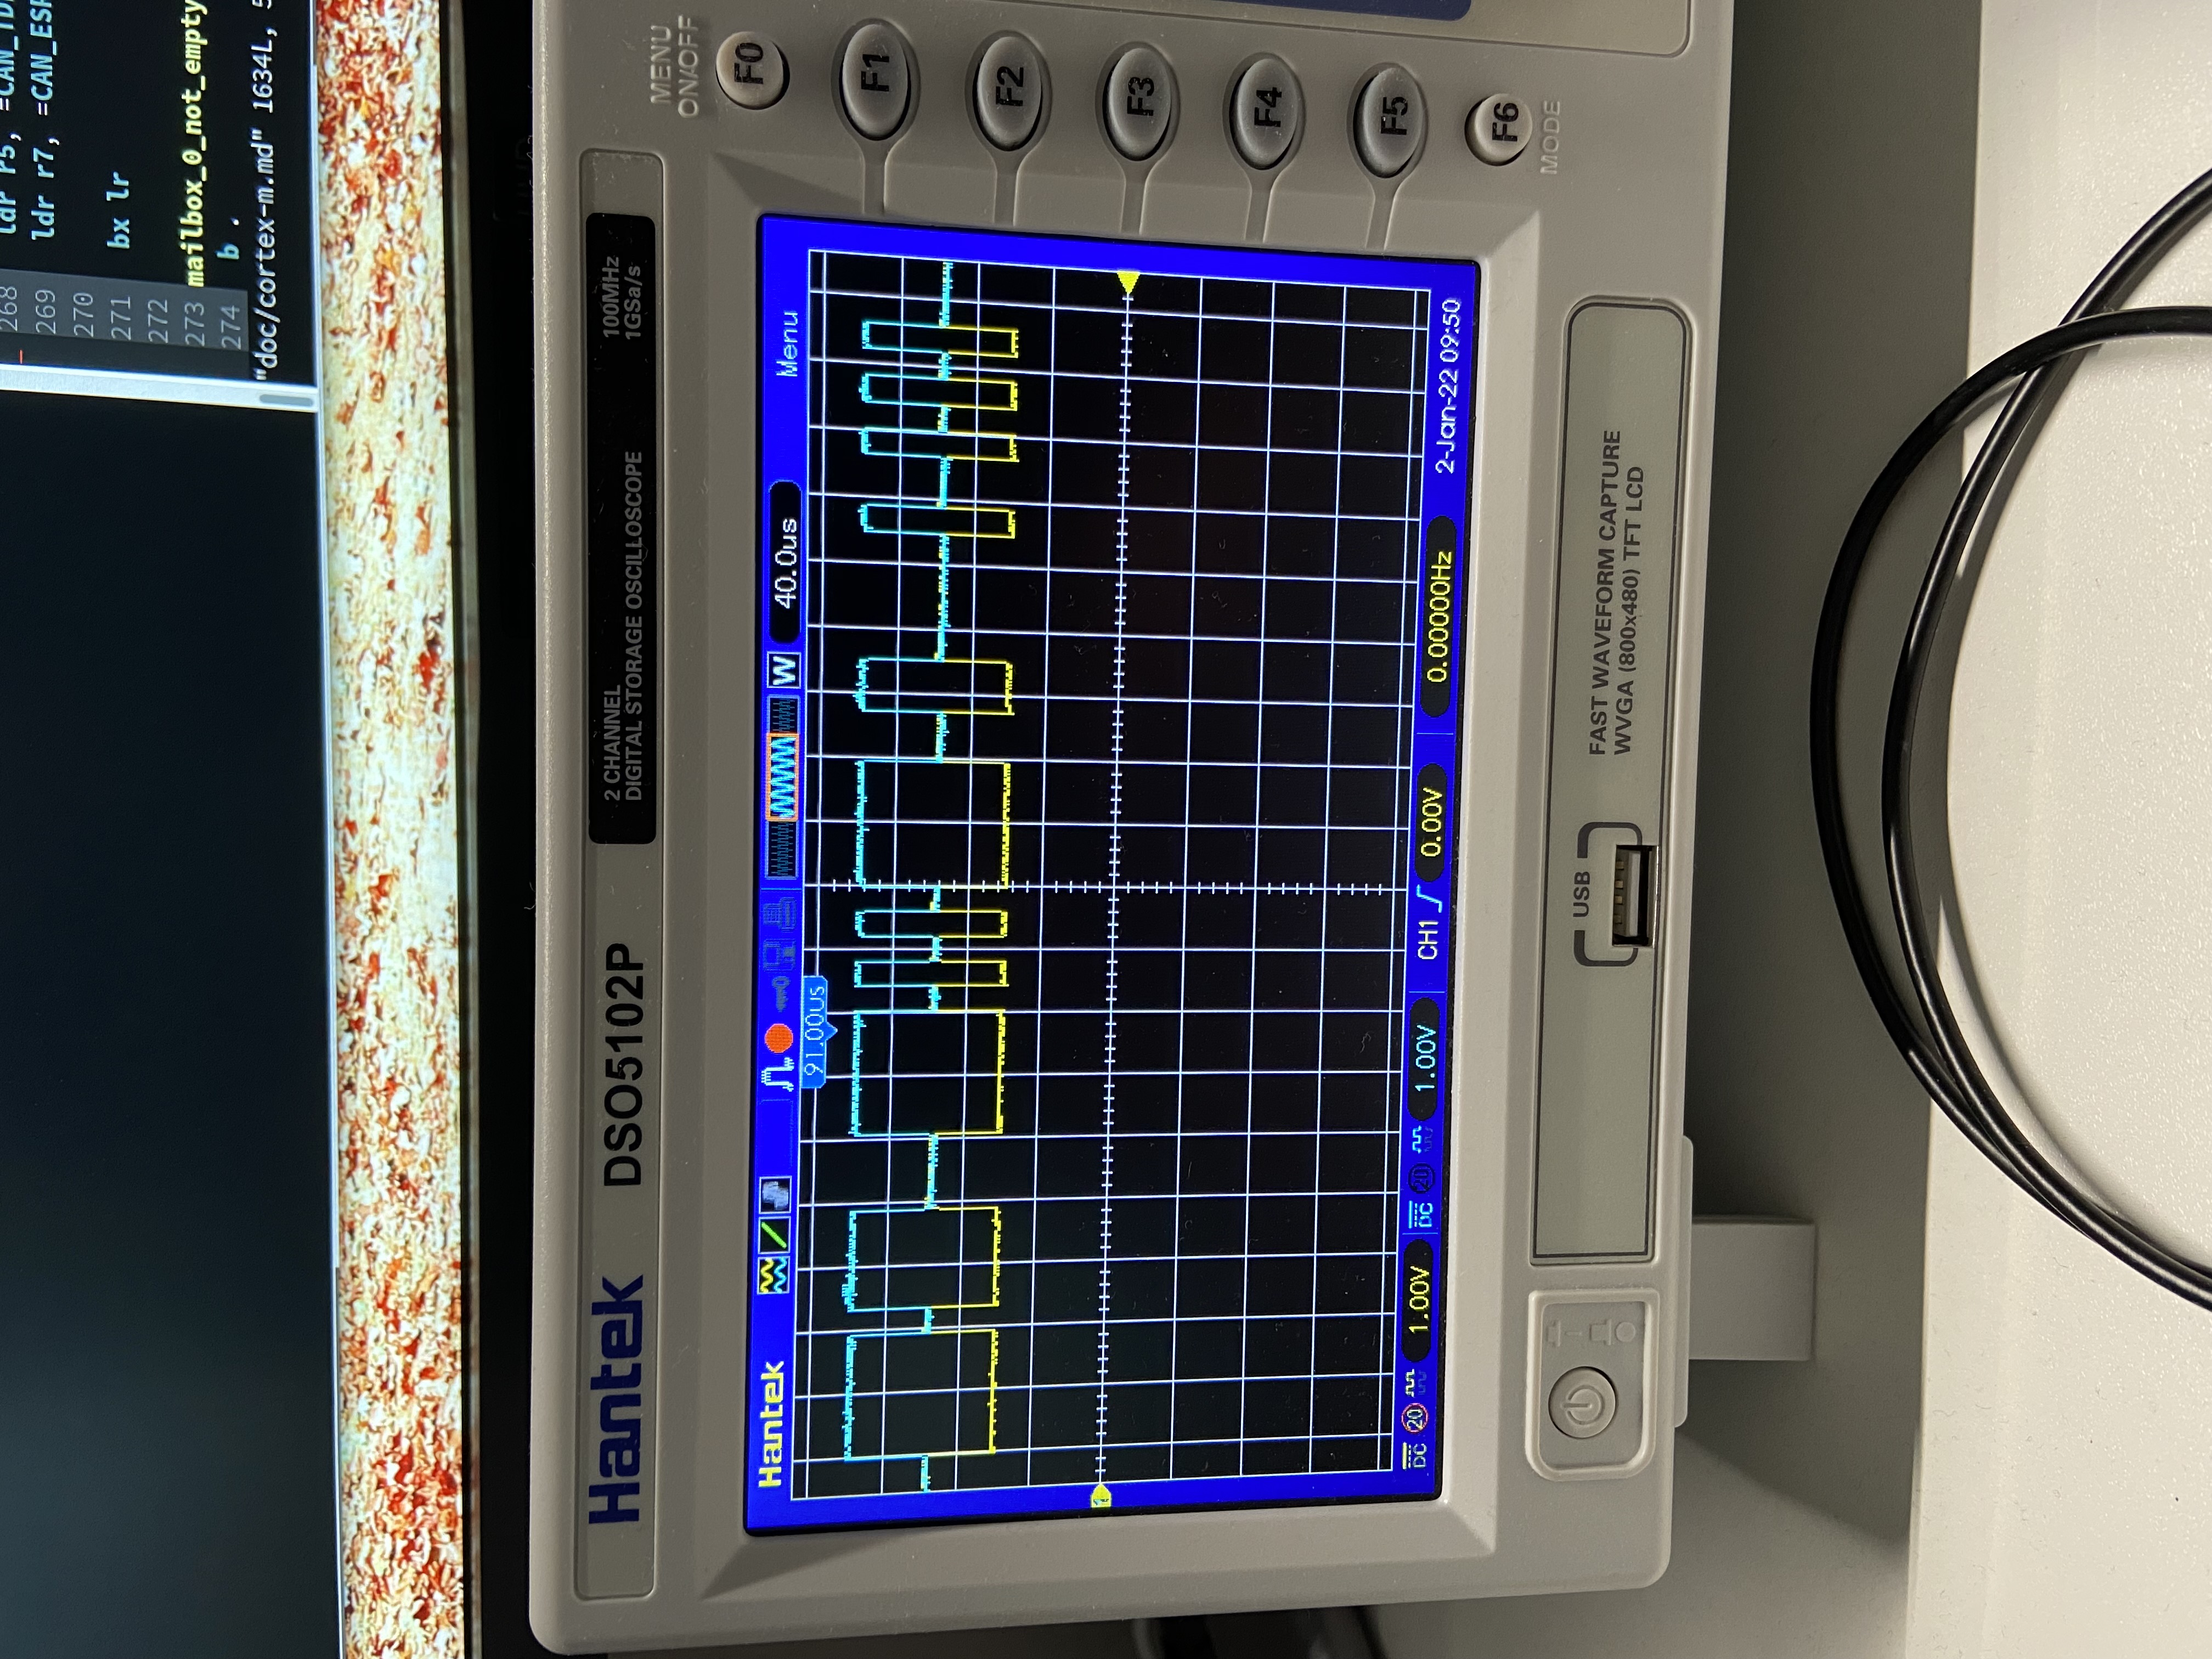 268 ldr r5, =CAN_TD
269 ldr r7, =CAN_ESR
270
271 bx lr
272
273 mailbox_0_not_empty
274 b .
"doc/cortex-m.md" 1634L, 5
Hantek DSO5102P
2 CHANNEL
DIGITAL STORAGE OSCILLOSCOPE
100MHz
1GSa/s
MENU
ON/OFF
F0
F1
F2
F3
F4
F5
F6
MODE
Hantek W 40.0us Menu
91.00us
1
DC 20 1.00V DC 20 1.00V CH1 0.00V 0.00000Hz 2-Jan-22 09:50
USB
FAST WAVEFORM CAPTURE
WVGA (800x480) TFT LCD